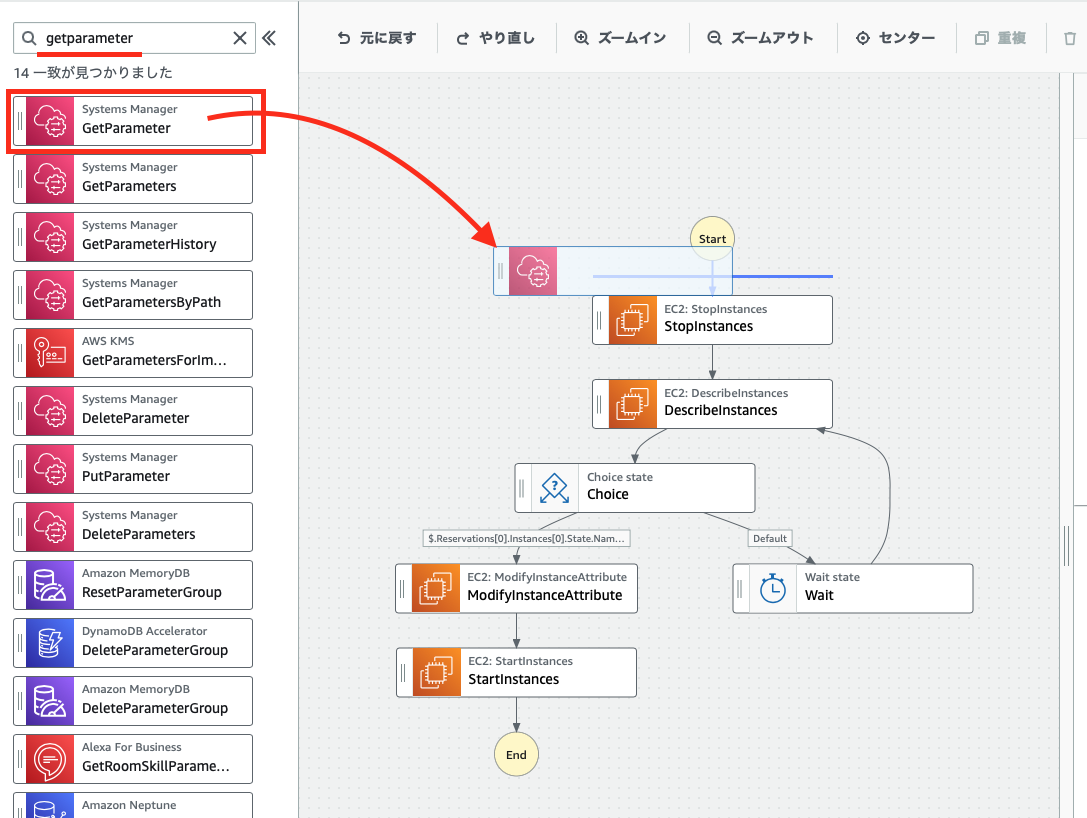 getparameter
元に戻す
やり直し
ズームイン
ズームアウト
センター
重複
14 一致が見つかりました
Systems Manager
GetParameter
Systems Manager
GetParameters
Systems Manager
GetParameterHistory
Systems Manager
GetParametersByPath
AWS KMS
GetParametersForIm...
Systems Manager
DeleteParameter
Systems Manager
PutParameter
Systems Manager
DeleteParameters
Amazon MemoryDB
ResetParameterGroup
DynamoDB Accelerator
DeleteParameterGroup
Amazon MemoryDB
DeleteParameterGroup
Alexa For Business
GetRoomSkillParame...
Amazon Neptune
Start
EC2: StopInstances
StopInstances
EC2: DescribeInstances
DescribeInstances
Choice state
Choice
$.Reservations[0].Instances[0].State.Nam...
Default
EC2: ModifyInstanceAttribute
ModifyInstanceAttribute
Wait state
Wait
EC2: StartInstances
StartInstances
End